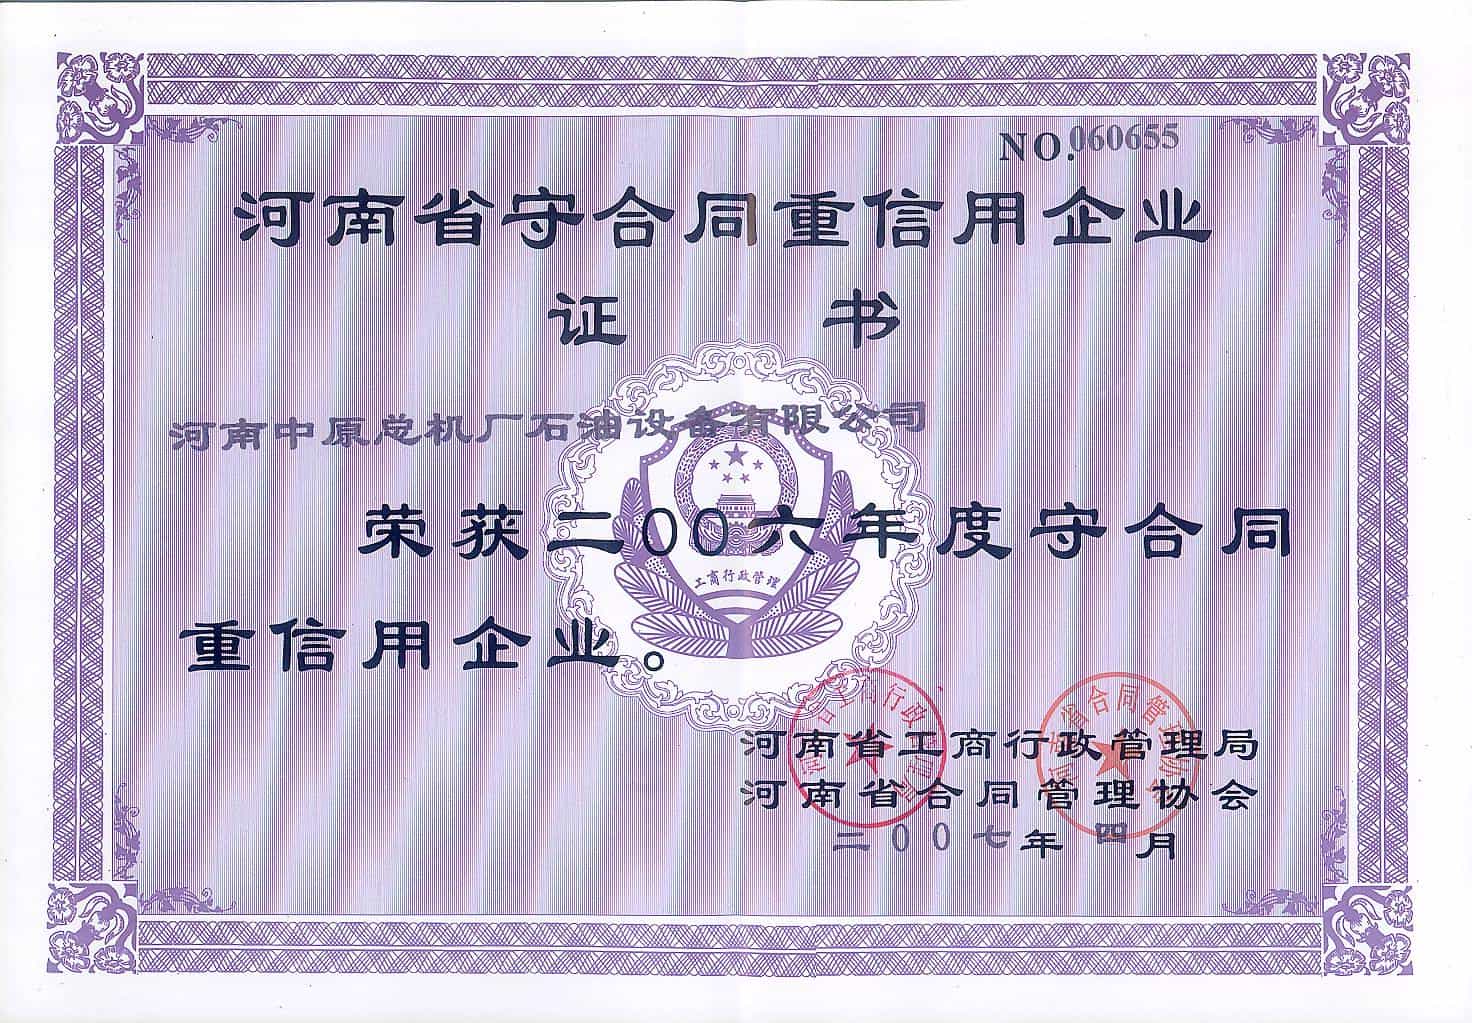 NO.060655
河南省守合同重信用企业
证书
河南中原总机厂石油设备有限公司
工商行政管理
荣获二00六年度守合同
重信用企业。
河南省工商行政管理局
河南省合同管理协会
二00七年四月